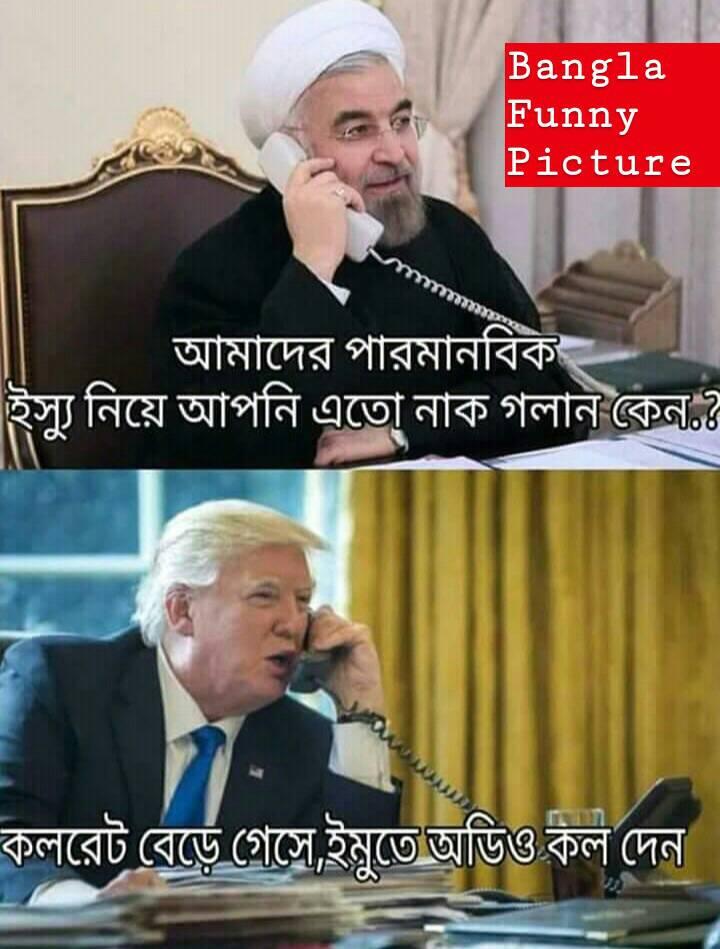 Bangla
Funny
Picture
আমাদের পারমানবিক
ইস্যু নিয়ে আপনি এতো নাক গলান কেন.?
কলরেট বেড়ে গেসে,ইমুতে অডিও কল দেন